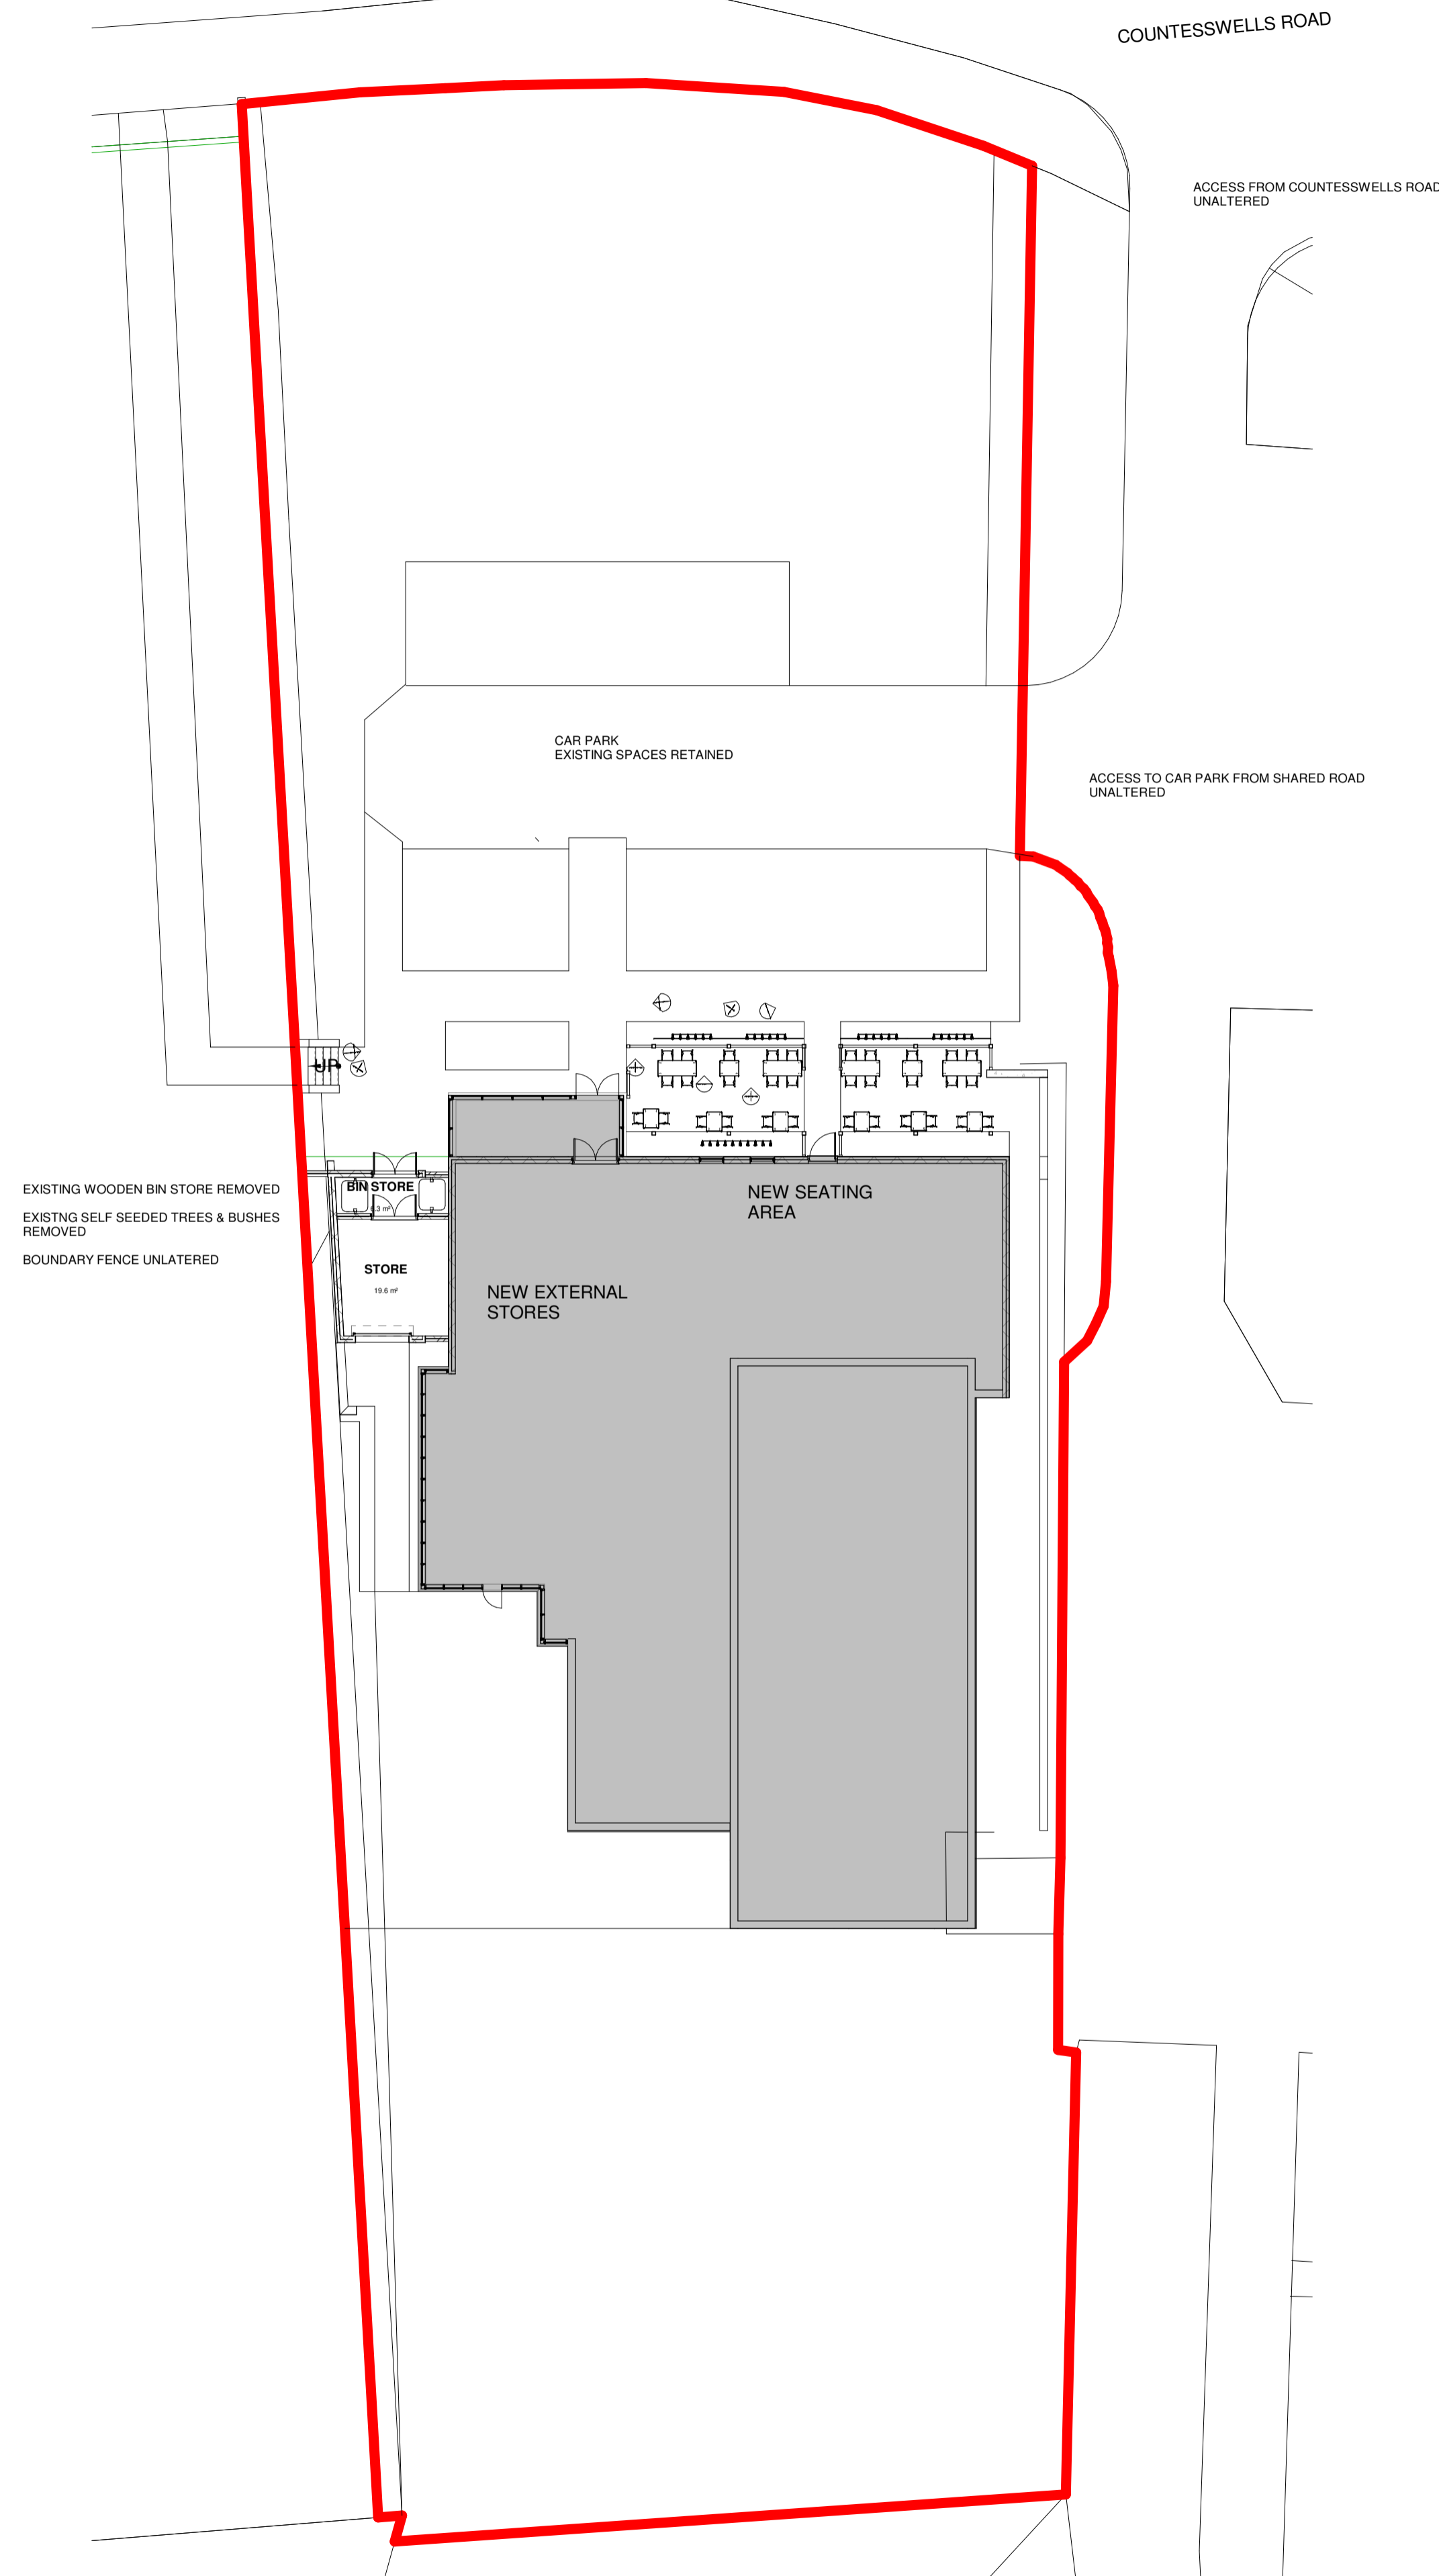 COUNTESSWELLS ROAD
ACCESS FROM COUNTESSWELLS ROAD
UNALTERED
CAR PARK
EXISTING SPACES RETAINED
ACCESS TO CAR PARK FROM SHARED ROAD
UNALTERED
UP
EXISTING WOODEN BIN STORE REMOVED
EXISTNG SELF SEEDED TREES & BUSHES
REMOVED
BOUNDARY FENCE UNLATERED
BIN STORE
STORE
19.6 m²
NEW SEATING
AREA
NEW EXTERNAL
STORES